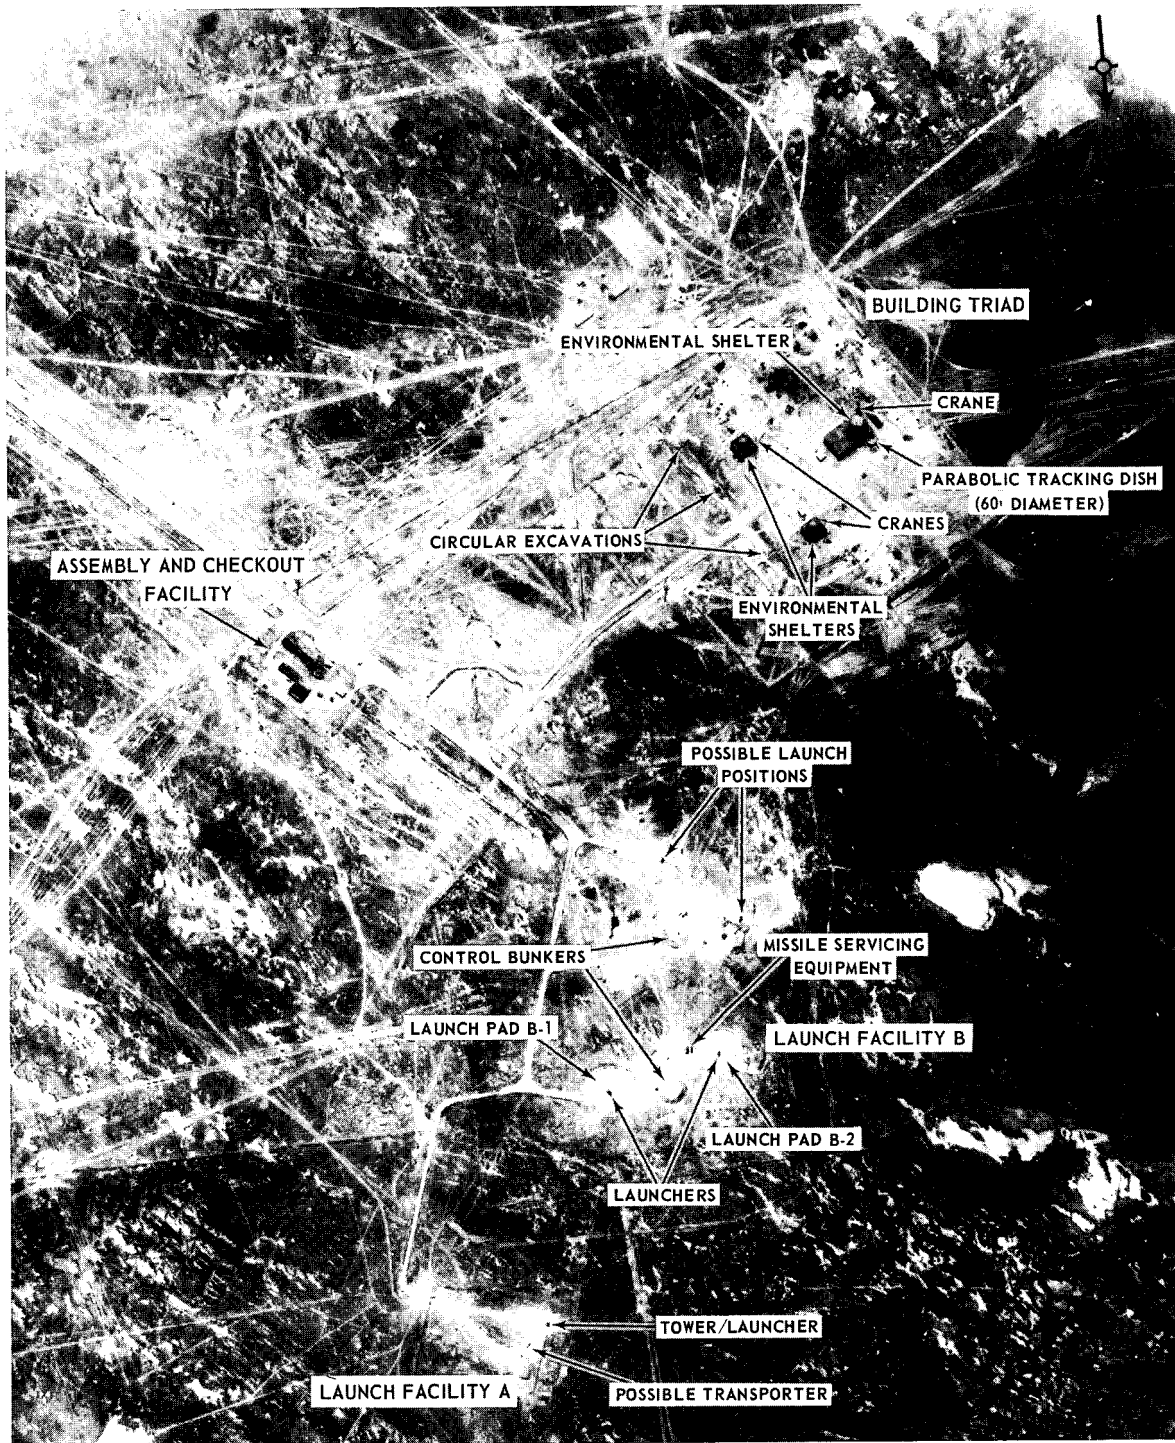 BUILDING TRIAD
ENVIRONMENTAL SHELTER
CRANE
PARABOLIC TRACKING DISH
(60' DIAMETER)
CRANES
CIRCULAR EXCAVATIONS
ASSEMBLY AND CHECKOUT
FACILITY
ENVIRONMENTAL
SHELTERS
POSSIBLE LAUNCH
POSITIONS
CONTROL BUNKERS
MISSILE SERVICING
EQUIPMENT
LAUNCH PAD B-1
LAUNCH FACILITY B
LAUNCH PAD B-2
LAUNCHERS
TOWER/LAUNCHER
LAUNCH FACILITY A
POSSIBLE TRANSPORTER